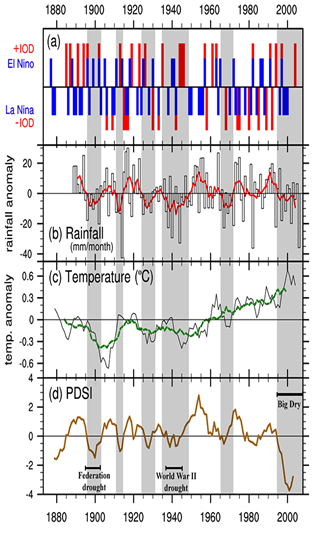 1880 1900 1920 1940 1960 1980 2000
(a)
+IOD
El Nino
La Nina
-IOD
rainfall anomaly
20
0
-20
-40
(b) Rainfall
(mm/month)
temp. anomaly
0.6
0.3
0
-0.3
-0.6
(c) Temperature (°C)
4
2
0
-2
-4
(d) PDSI
Big Dry
Federation
drought
World War II
drought
1880 1900 1920 1940 1960 1980 2000